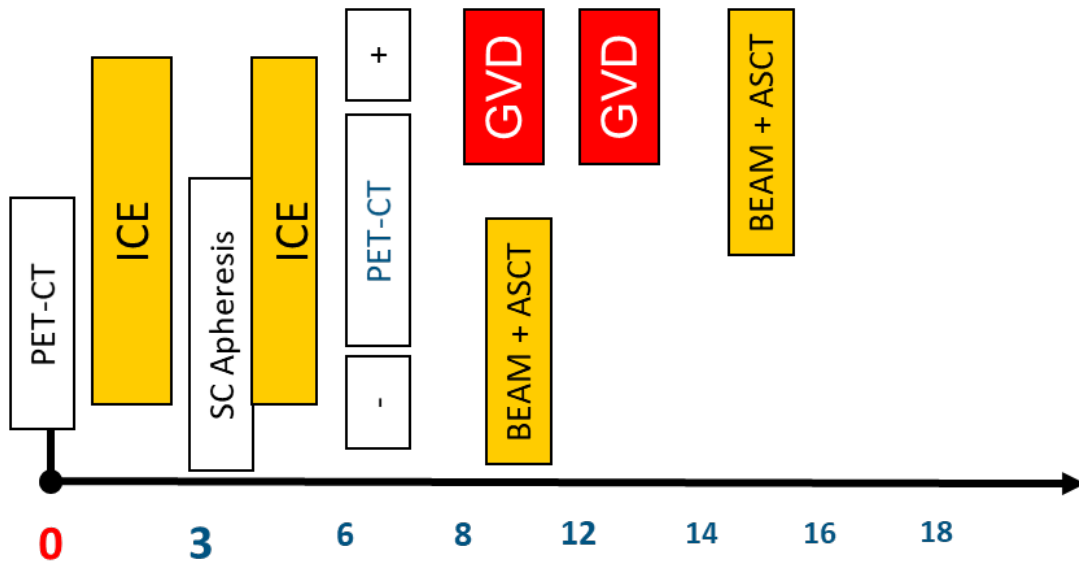 PET-CT
ICE
SC Apheresis
ICE
+
PET-CT
-
GVD
GVD
BEAM + ASCT
BEAM + ASCT
0 3 6 8 12 14 16 18